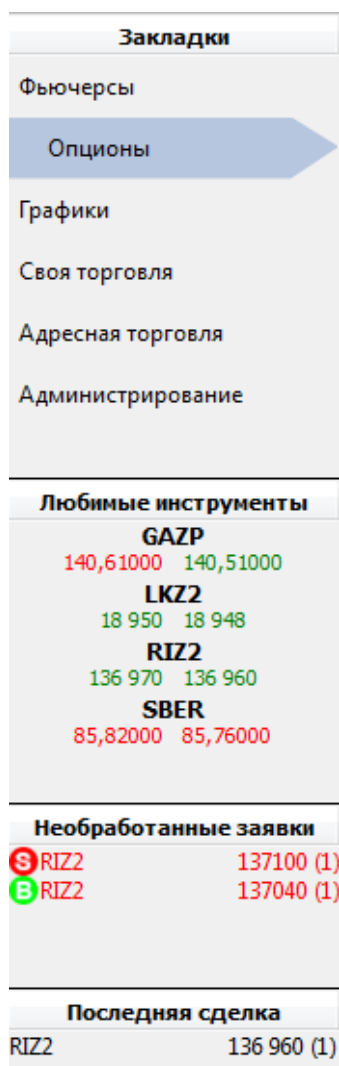 Закладки
Фьючерсы
Опционы
Графики
Своя торговля
Адресная торговля
Администрирование
Любимые инструменты
GAZP
140,61000 140,51000
LKZ2
18 950 18 948
RIZ2
136 970 136 960
SBER
85,82000 85,76000
Необработанные заявки
S RIZ2 137100 (1)
B RIZ2 137040 (1)
Последняя сделка
RIZ2 136 960 (1)